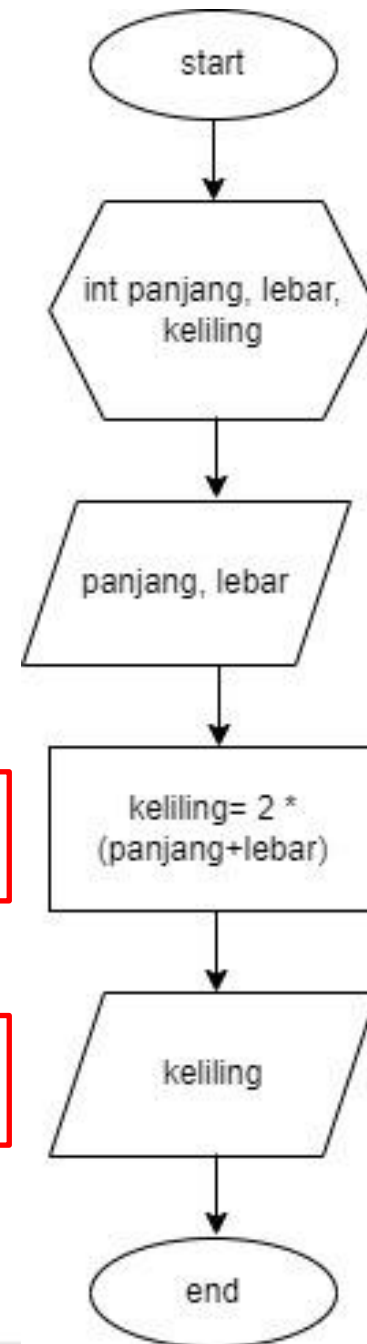 start
int panjang, lebar,
keliling
panjang, lebar
keliling= 2 *
(panjang+lebar)
keliling
end